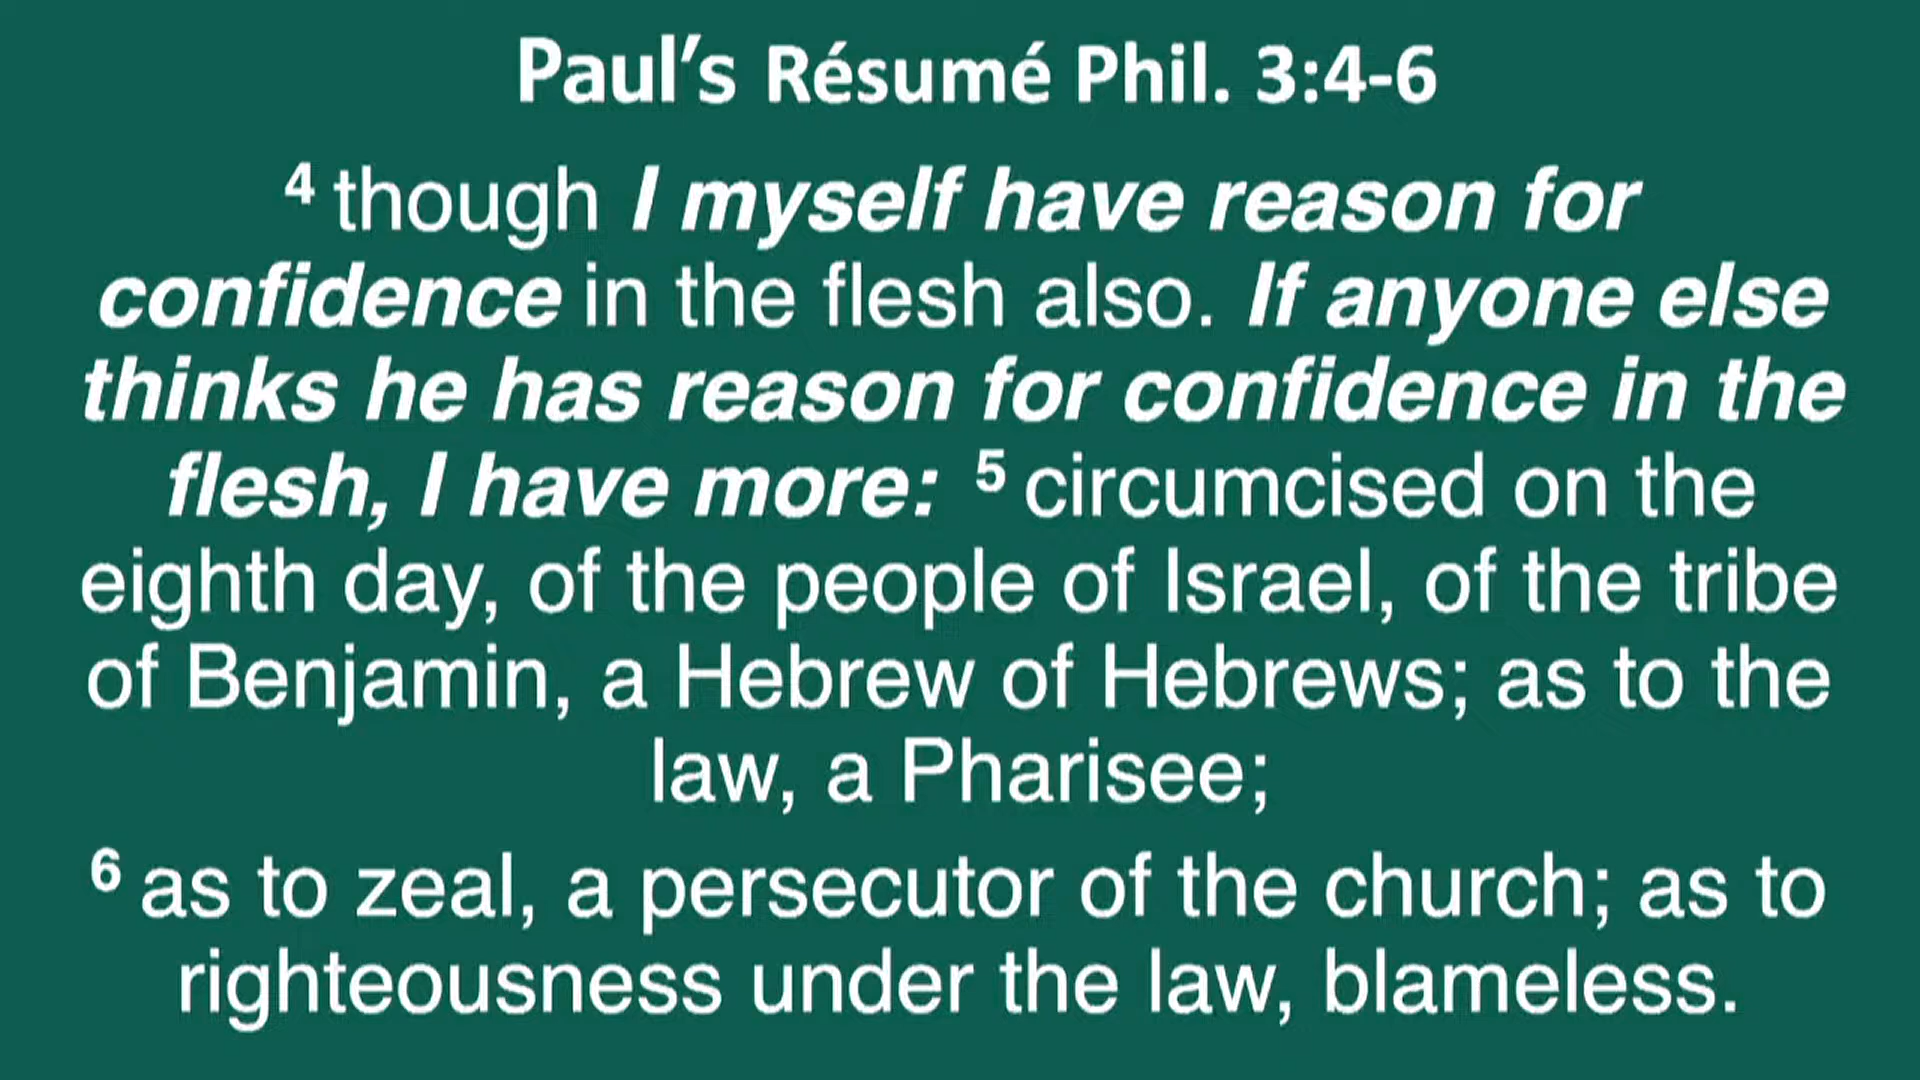 Paul’s Résumé Phil. 3:4-6
4 though I myself have reason for
confidence in the flesh also. If anyone else
thinks he has reason for confidence in the
flesh, I have more: 5 circumcised on the
eighth day, of the people of Israel, of the tribe
of Benjamin, a Hebrew of Hebrews; as to the
law, a Pharisee;
6 as to zeal, a persecutor of the church; as to
righteousness under the law, blameless.